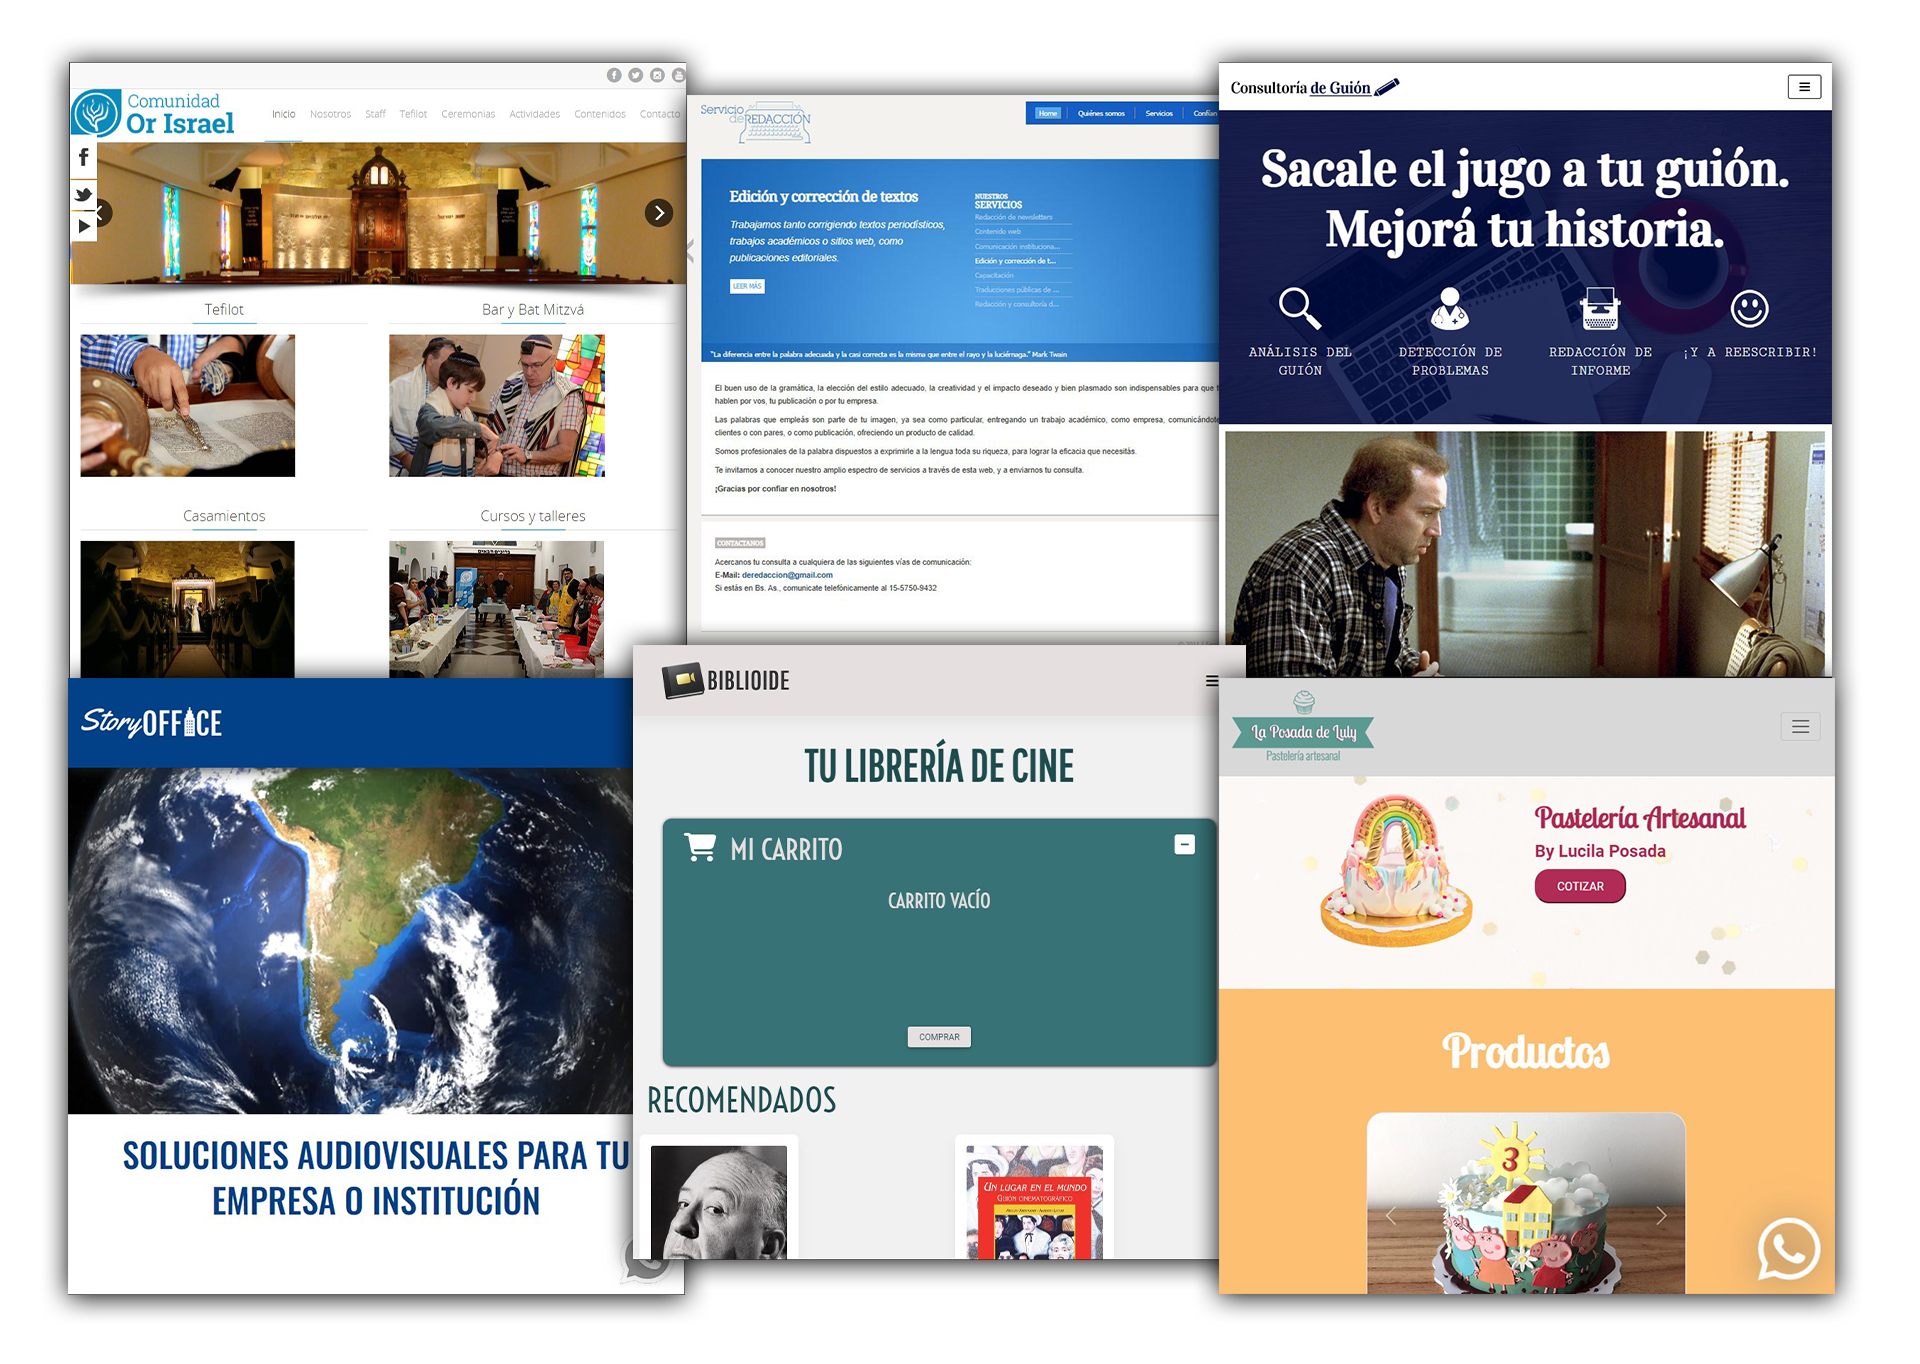 Comunidad
Or Israel
Inicio Nosotros Staff Tefilot Ceremonias Actividades Contenidos Contacto
Tefilot
Bar y Bat Mitzvá
Casamientos
Cursos y talleres
Servicio
de REDACCIÓN
Home Quiénes somos Servicios Confían
Edición y corrección de textos
Trabajamos tanto corrigiendo textos periodísticos,
trabajos académicos o sitios web, como
publicaciones editoriales.
LEER MÁS
NUESTROS
SERVICIOS
Redacción de newsletters
Contenido web
Comunicación instituciona...
Edición y corrección de t...
Capacitación
Traducciones públicas de ...
Redacción y consultoría d...
"La diferencia entre la palabra adecuada y la casi correcta es la misma que entre el rayo y la luciérnaga." Mark Twain
El buen uso de la gramática, la elección del estilo adecuado, la creatividad y el impacto deseado y bien plasmado son indispensables para que t
hablen por vos, tu publicación o por tu empresa.
Las palabras que empleás son parte de tu imagen, ya sea como particular, entregando un trabajo académico, como empresa, comunicándote
clientes o con pares, o como publicación, ofreciendo un producto de calidad.
Somos profesionales de la palabra dispuestos a exprimirle a la lengua toda su riqueza, para lograr la eficacia que necesitás.
Te invitamos a conocer nuestro amplio espectro de servicios a través de esta web, y a enviarnos tu consulta.
¡Gracias por confiar en nosotros!
CONTACTANOS
Acercanos tu consulta a cualquiera de las siguientes vías de comunicación:
E-Mail: deredaccion@gmail.com
Si estás en Bs. As., comunicate telefónicamente al 15-5750-9432
Consultoría de Guión
Sacale el jugo a tu guión.
Mejorá tu historia.
ANÁLISIS DEL
GUIÓN
DETECCIÓN DE
PROBLEMAS
REDACCIÓN DE
INFORME
¡Y A REESCRIBIR!
StoryOFFICE
SOLUCIONES AUDIOVISUALES PARA TU
EMPRESA O INSTITUCIÓN
BIBLIOIDE
TU LIBRERÍA DE CINE
MI CARRITO
CARRITO VACÍO
COMPRAR
RECOMENDADOS
UN LUGAR EN EL MUNDO
GUIÓN CINEMATOGRÁFICO
La Posada de Luly
Pastelería artesanal
Pastelería Artesanal
By Lucila Posada
COTIZAR
Productos
3